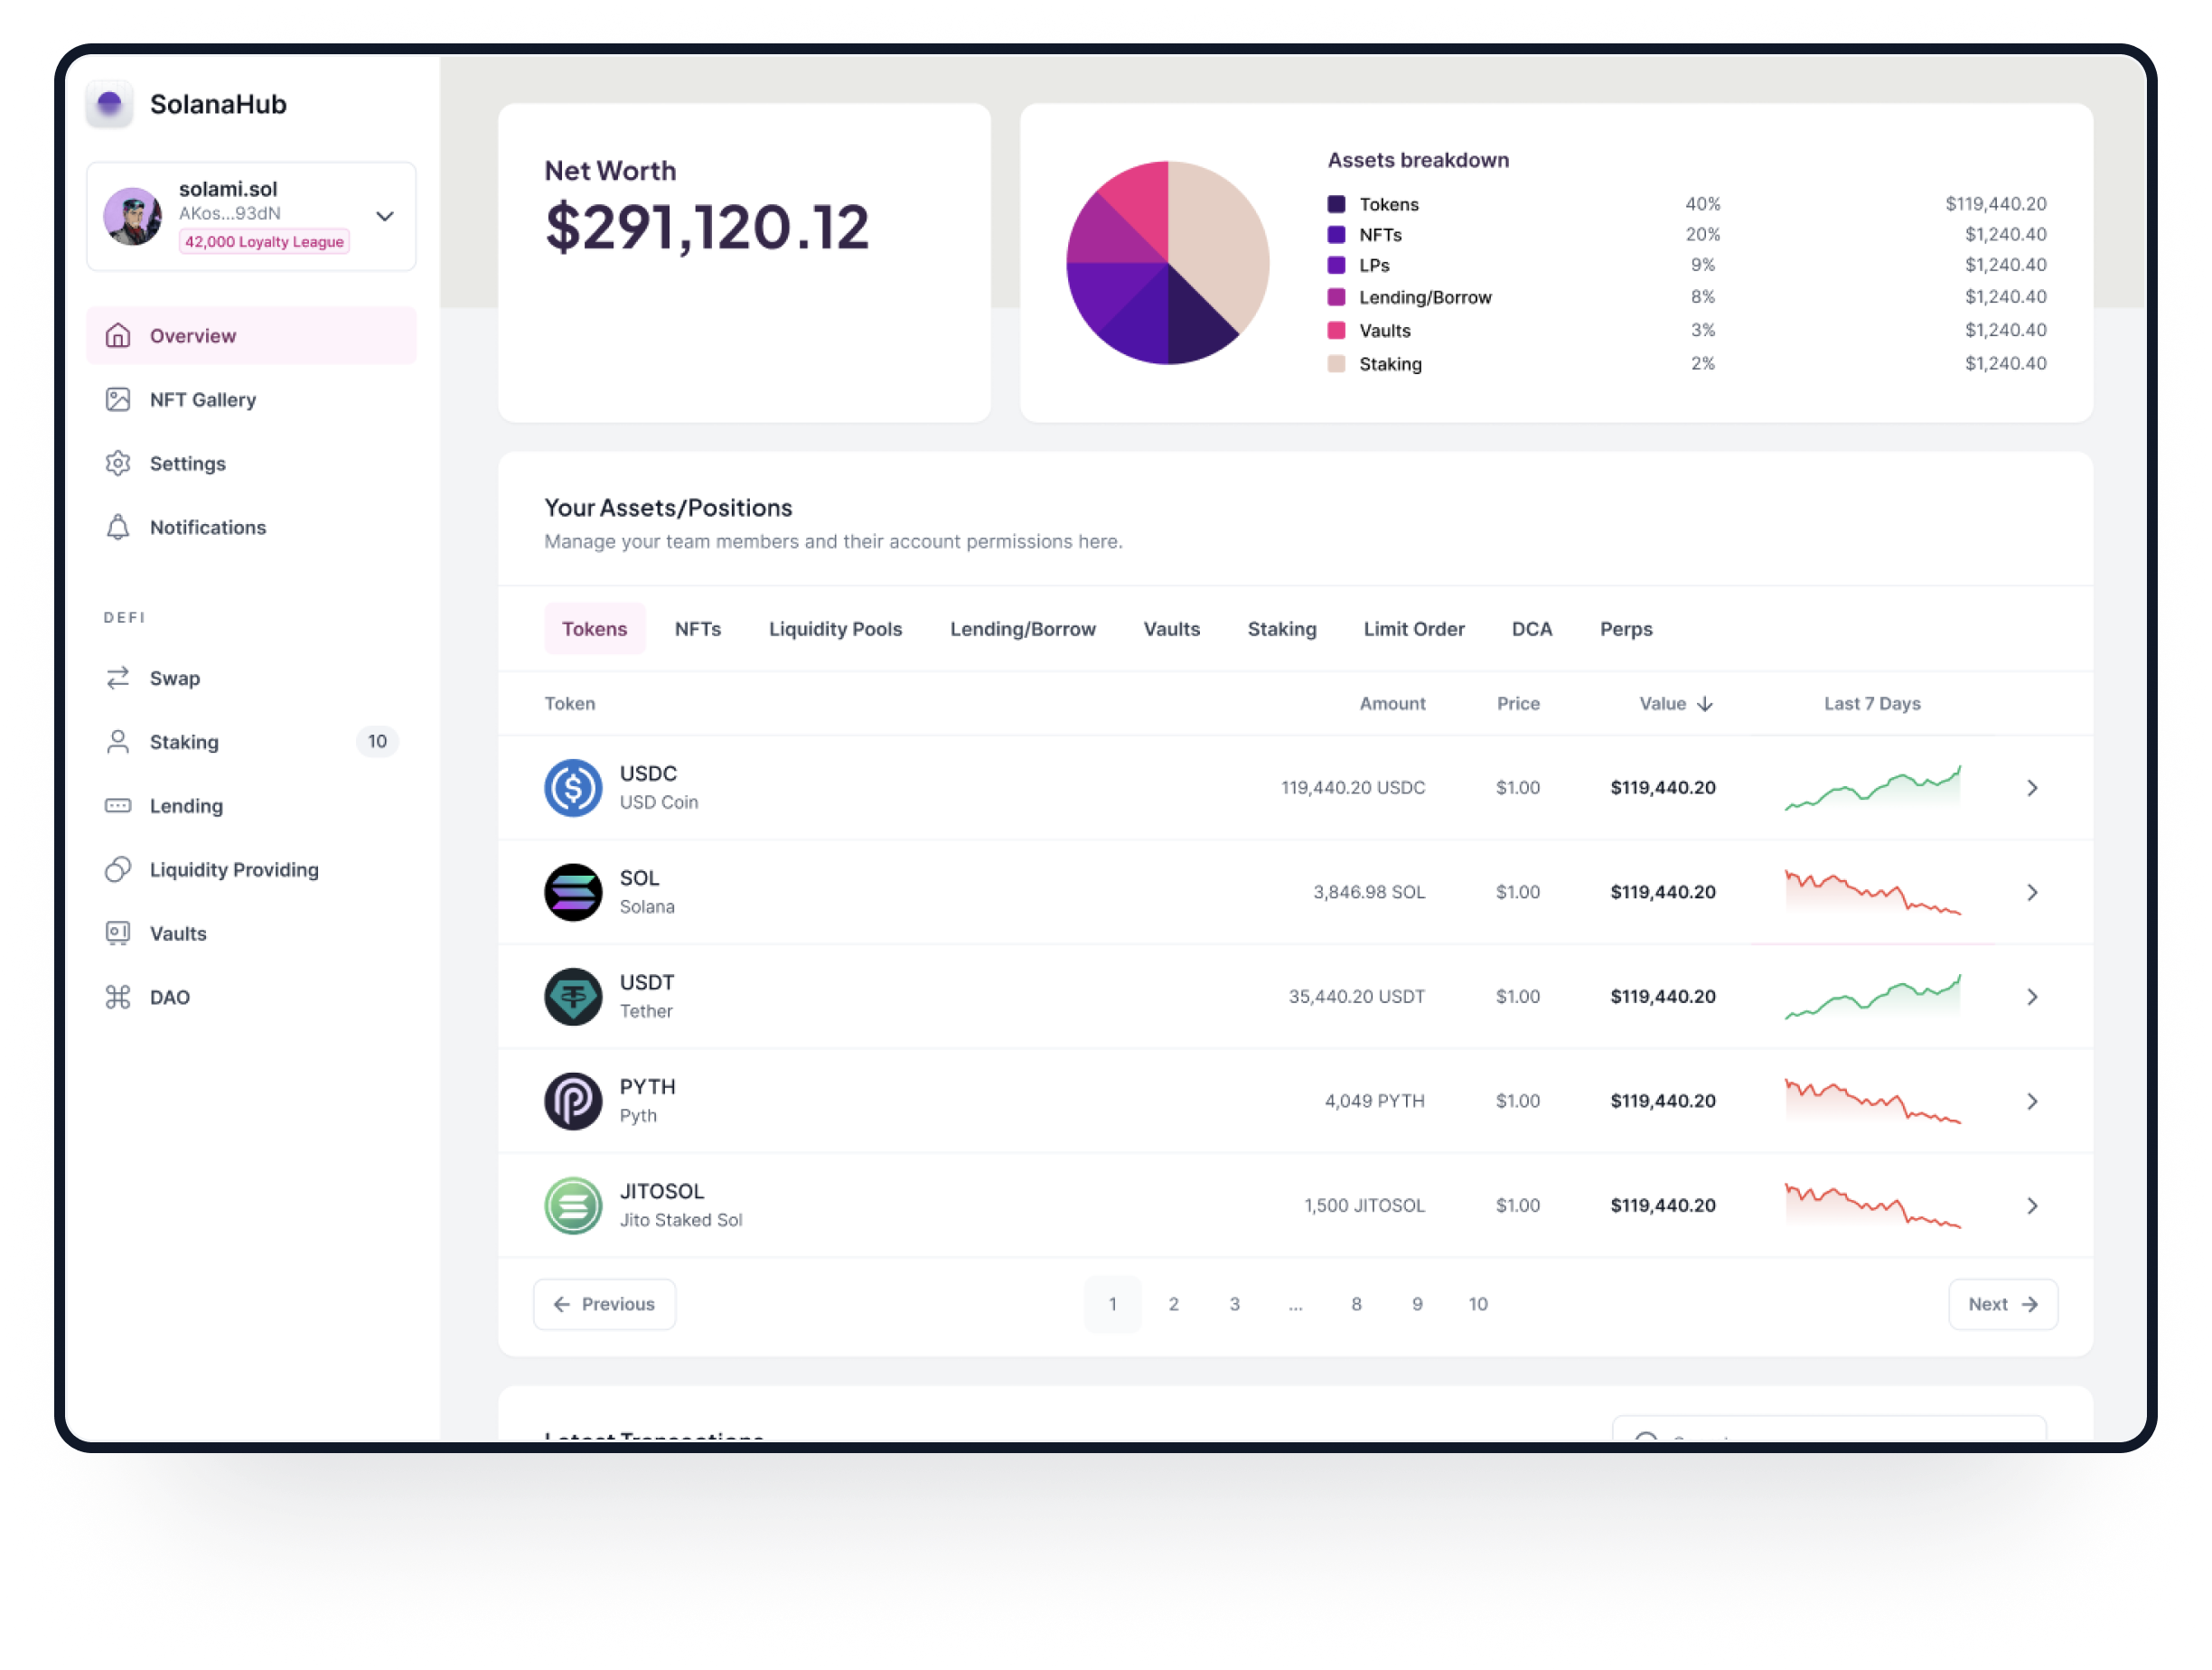 SolanaHub
solami.sol
AKos...93dN
42,000 Loyalty League
Overview
NFT Gallery
Settings
Notifications
DEFI
Swap
Staking 10
Lending
Liquidity Providing
Vaults
DAO
Net Worth
$291,120.12
Assets breakdown
Tokens 40% $119,440.20
NFTs 20% $1,240.40
LPs 9% $1,240.40
Lending/Borrow 8% $1,240.40
Vaults 3% $1,240.40
Staking 2% $1,240.40
Your Assets/Positions
Manage your team members and their account permissions here.
Tokens NFTs Liquidity Pools Lending/Borrow Vaults Staking Limit Order DCA Perps
Token Amount Price Value Last 7 Days
USDC
USD Coin
119,440.20 USDC $1.00 $119,440.20
SOL
Solana
3,846.98 SOL $1.00 $119,440.20
USDT
Tether
35,440.20 USDT $1.00 $119,440.20
PYTH
Pyth
4,049 PYTH $1.00 $119,440.20
JITOSOL
Jito Staked Sol
1,500 JITOSOL $1.00 $119,440.20
Previous 1 2 3 ... 8 9 10 Next
Latest Transactions